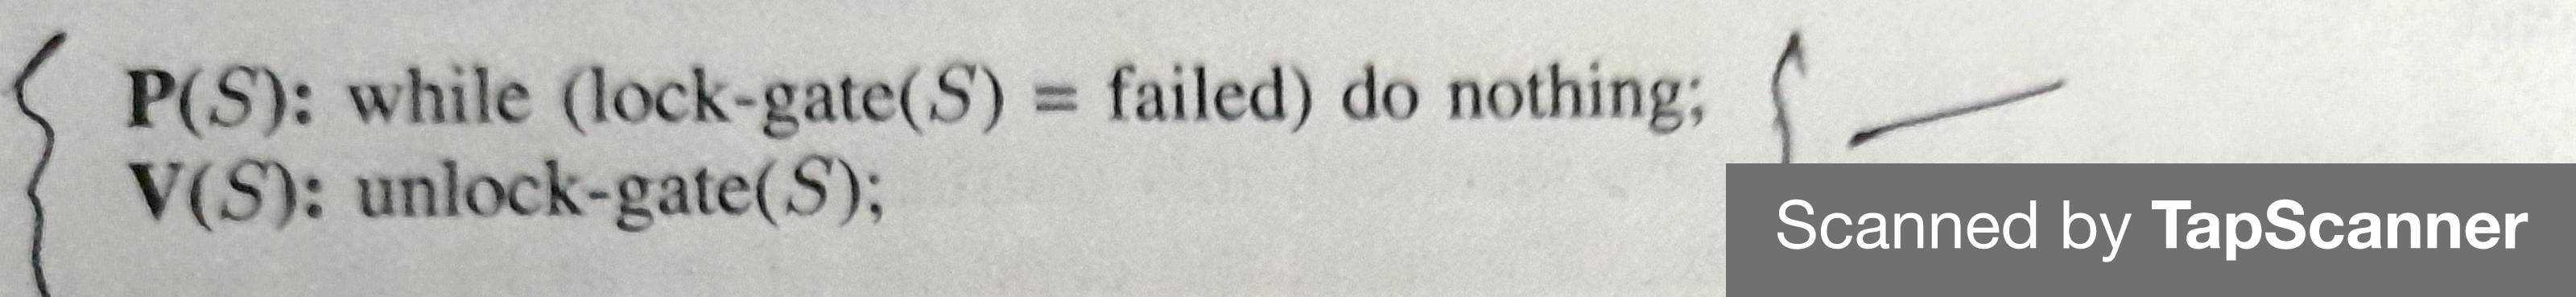 P(S): while (lock-gate(S) = failed) do nothing;
V(S): unlock-gate(S);
Scanned by TapScanner